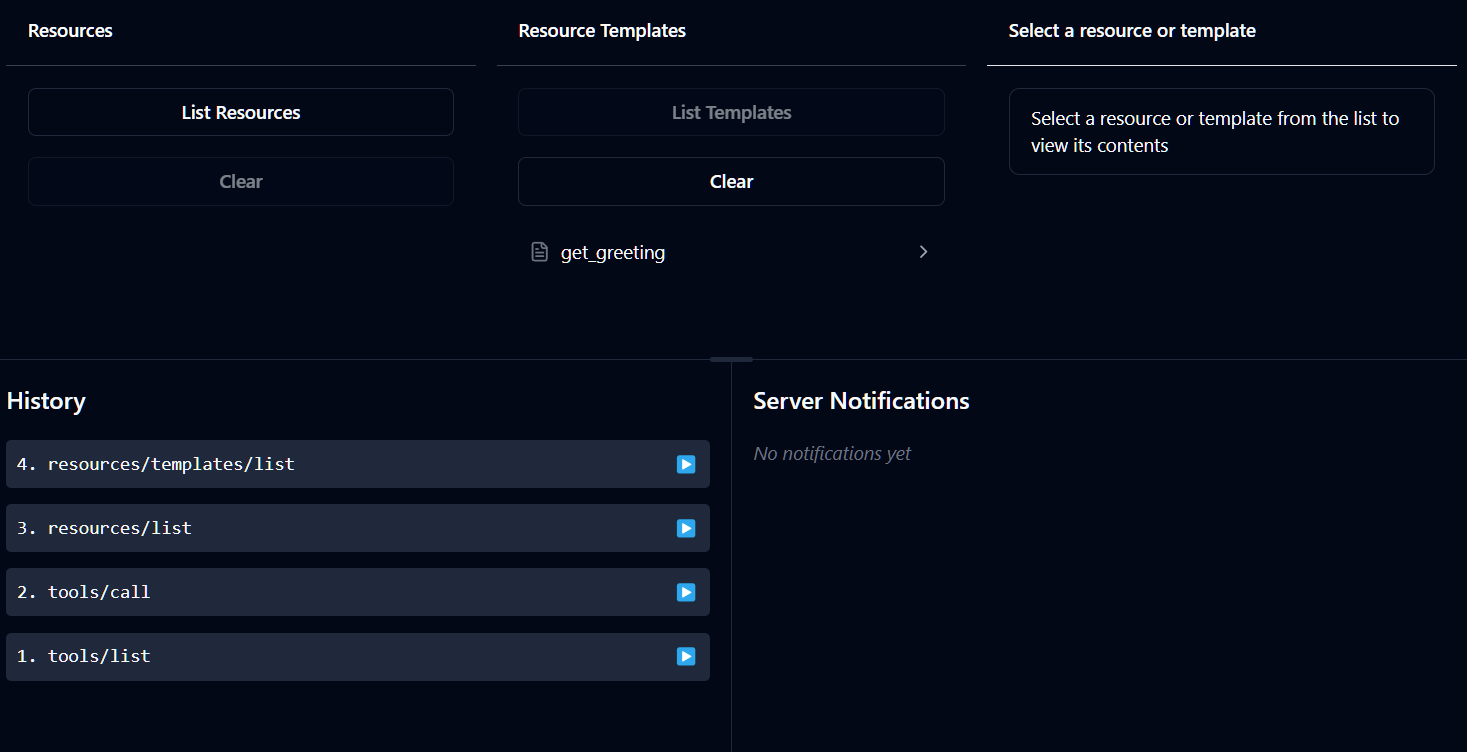 Resources
List Resources
Clear
Resource Templates
List Templates
Clear
get_greeting
Select a resource or template
Select a resource or template from the list to
view its contents
History
4. resources/templates/list
3. resources/list
2. tools/call
1. tools/list
Server Notifications
No notifications yet